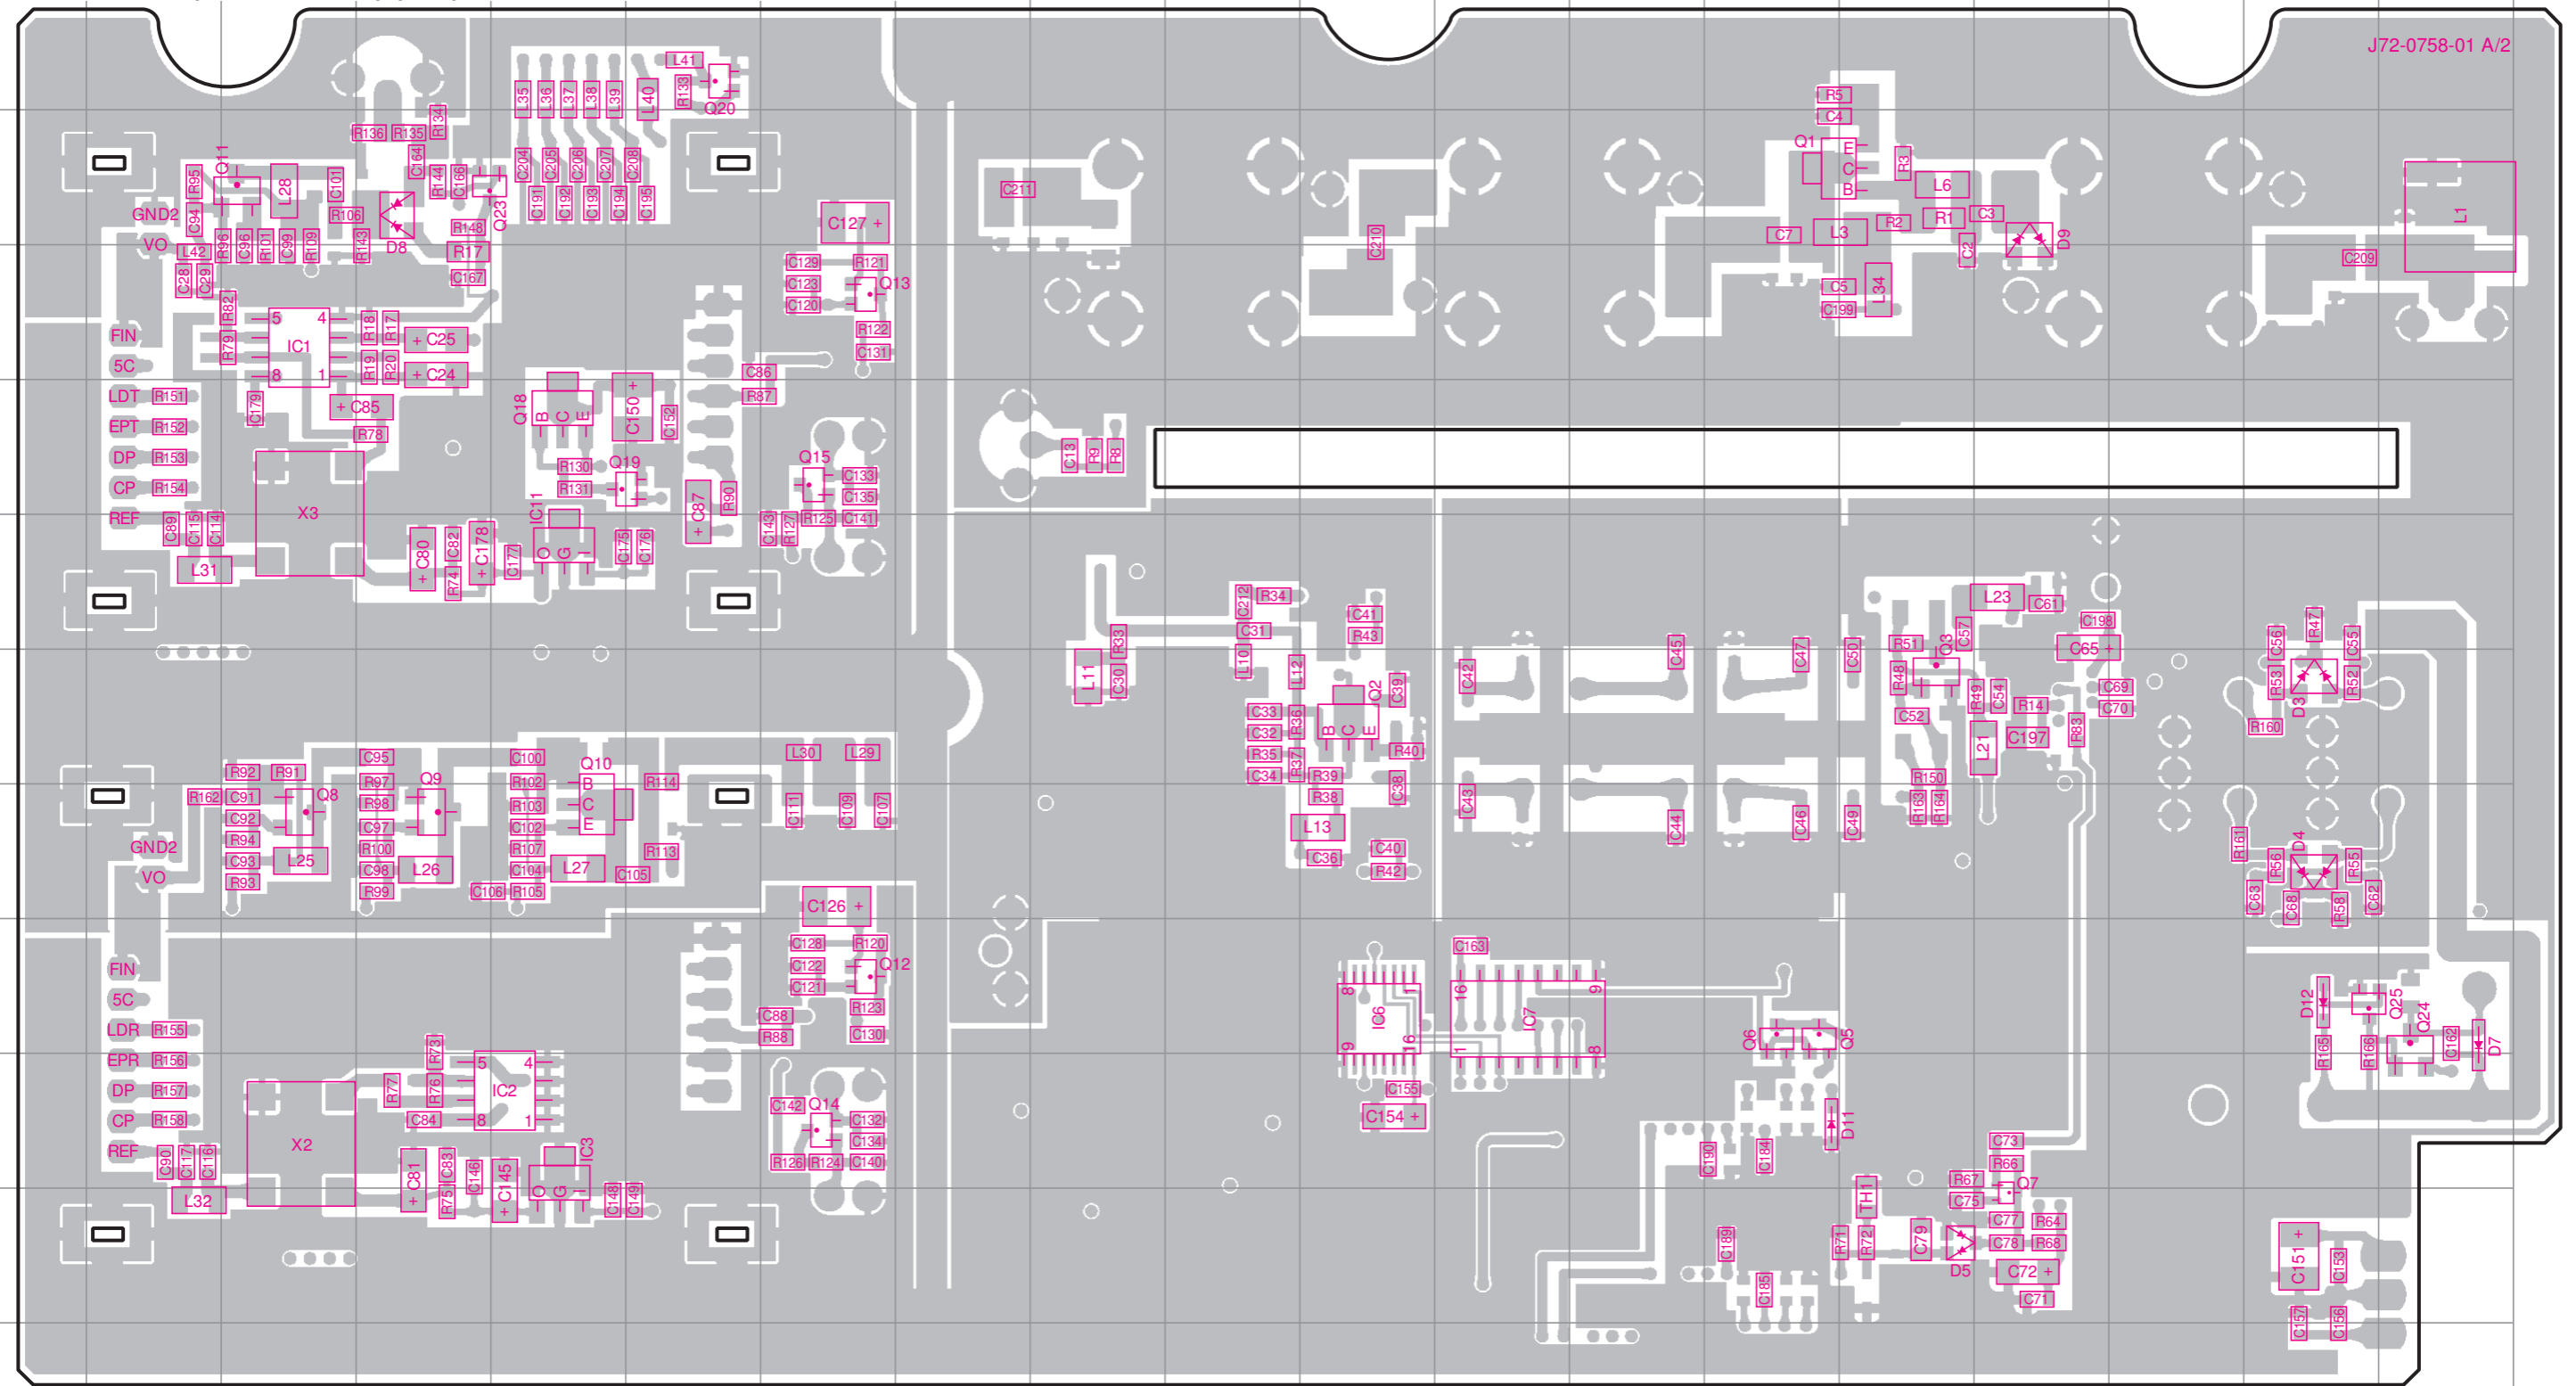 J72-0758-01 A/2
L41
R133
Q20
L35 L36 L37 L38 L39 L40
R136 R135 R134
C164
R144 C166
Q23
C204 C205 C206 C207 C208
C191 C192 C193 C194 C195
Q11
R95
L28
C101
C94
R106
D8
R148
R17
C167
GND2
VO
L42
R96 C96 R101 C99 R109 R143
C28 C29
R82
R79
5 4
IC1
8 1
R18 R17
R19 R20
+ C25
+ C24
C179
+ C85
R78
FIN
5C
LDT R151
EPT R152
DP R153
CP R154
REF
C89 C115 C114
L31
X3
C80 +
C82
R74
C178 +
C177
IC11
O G I
C175 C176
Q18
B C E
C150 +
C152
R130
R131
Q19
C87 +
R90
C127 +
C129 R121
C123
C120
Q13
R122
C131
C86
R87
Q15
C133
C135
R125 C141
C143 R127
C211
C210
C13 R9 R8
R5
C4
Q1
E
C
B
R3
L6
R1
C3
R2
L3
C7
C2
D9
C5
C199
L34
L1
C209
C212
R34
C31
R33
L11
C30
L10
L12
C41
R43
Q2
C39
B C E
C33
C32
R35
C34
R36
R37
R39
R38
R40
C38
L13
C36
C40
R42
C42
C43
C45
C44
C47
C46
C50
C49
L23
C61
R51
Q3
C57
C198
C65 +
R48
R49 C54
C52
R14
C197
L21
R83
C69
C70
R150
R163 R164
C56 R47 C55
R53 D3 R52
R160
R161
D4
R56 R55
C63 C68 R58 C62
GND2
VO
R92 R91
R162 C91
C92
R94
C93
R93
Q8
L25
C95
R97
R98
C97
R100
C98
R99
Q9
L26
C100
R102
R103
C102
R107
C104
C106 R105
Q10
B
C
E
L27
R114
R113
C105
L30 L29
C111 C109 C107
C126 +
C128 R120
C122
C121
Q12
R123
C130
C88
R88
C142
Q14
C132
C134
R126 R124 C140
FIN
5C
LDR R155
EPR R156
DP R157
CP R158
REF
C90 C117 C116
L32
X2
R77
R73
R76
C84
5 4
IC2
8 1
C81 +
C83
R75
C146
C145 +
IC3
O G I
C148 C149
C163
8 1
IC6
9 16
16 9
IC7
1 8
C155
C154 +
Q6 Q5
D11
C190
C184
C189
C185
TH1
R71 R72
C79
D5
C73
R66
R67
C75
Q7
C77
C78
R64
R68
C72 +
C71
D12
Q25
Q24
R165 R166
C162
D7
C151 +
C153
C157 C156